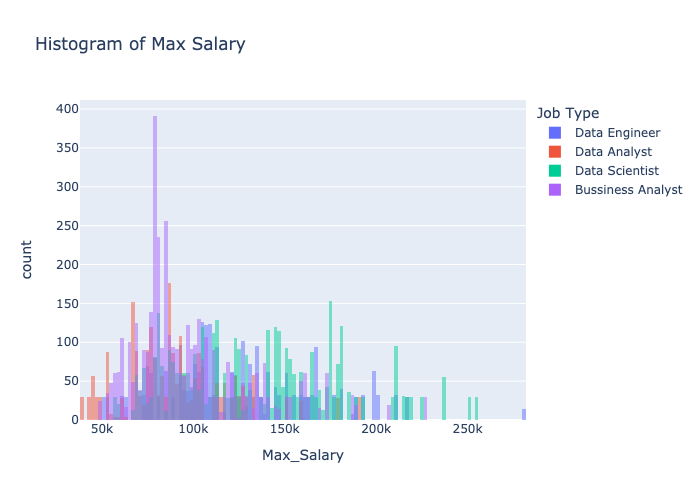 Histogram of Max Salary
400
350
300
250
200
150
100
50
0
count
50k 100k 150k 200k 250k
Max_Salary
Job Type
Data Engineer
Data Analyst
Data Scientist
Bussiness Analyst